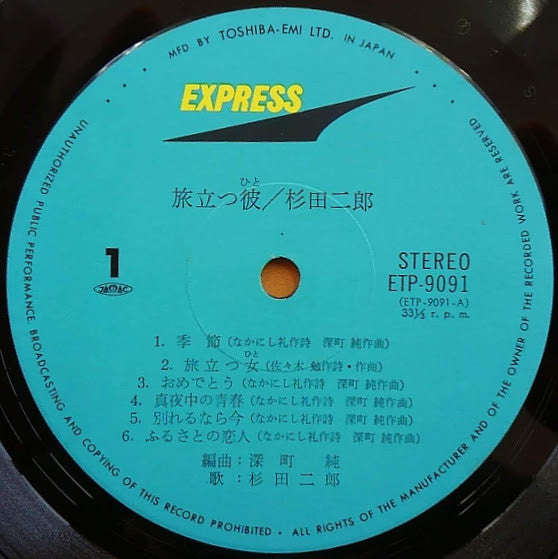 MFD. BY TOSHIBA-EMI LTD. IN JAPAN
EXPRESS
ひと
旅立つ彼／杉田二郎
1
JASRAC
STEREO
ETP-9091
(ETP-9091-A)
33⅓ r. p. m.
1. 季 節 (なかにし礼作詩 深町 純作曲)
ひと
2. 旅立つ女 (佐々木 勉作詩・作曲)
3. おめでとう (なかにし礼作詩 深町 純作曲)
4. 真夜中の青春 (なかにし礼作詩 深町 純作曲)
5. 別れるなら今 (なかにし礼作詩 深町 純作曲)
6. ふるさとの恋人 (なかにし礼作詩 深町 純作曲)
編曲：深 町 純
歌：杉 田 二 郎
UNAUTHORIZED PUBLIC PERFORMANCE, BROADCASTING AND COPYING OF THIS RECORD PROHIBITED • ALL RIGHTS OF THE MANUFACTURER AND OF THE OWNER OF THE RECORDED WORK ARE RESERVED